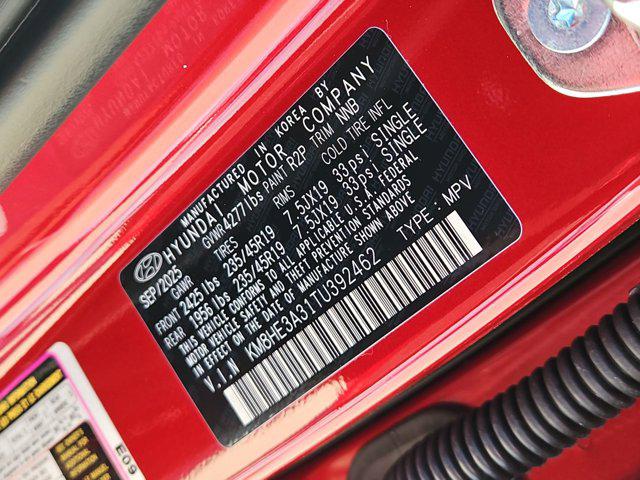 MANUFACTURED IN KOREA BY
HYUNDAI MOTOR COMPANY
SEP/2025 GVWR 4277lbs PAINT R2P TRIM NNB
GAWR TIRES RIMS COLD TIRE INFL
FRONT 2425 lbs 235/45R19 7.5JX19 33psi SINGLE
REAR 1956 lbs 235/45R19 7.5JX19 33psi SINGLE
THIS VEHICLE CONFORMS TO ALL APPLICABLE U.S. FEDERAL
MOTOR VEHICLE SAFETY AND THEFT PREVENTION STANDARDS
IN EFFECT ON THE DATE OF MANUFACTURE SHOWN ABOVE
V.I.N KM8HE3A31TU392462 TYPE : MPV
E09